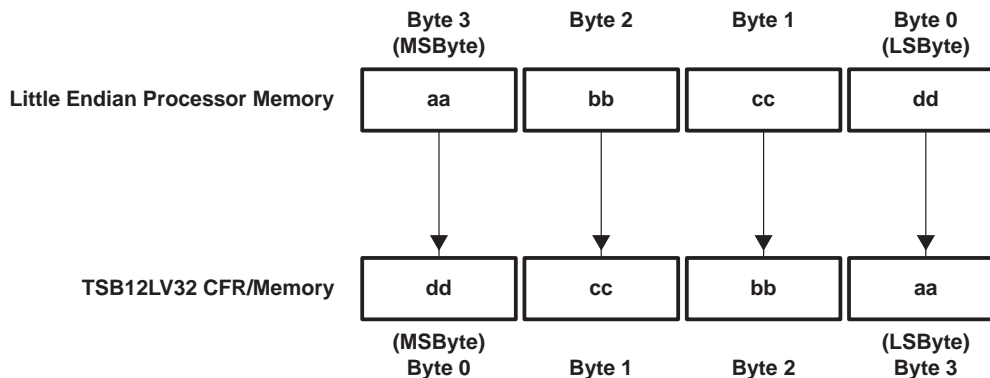 Byte 3 Byte 2 Byte 1 Byte 0
(MSByte) (LSByte)
Little Endian Processor Memory aa bb cc dd
TSB12LV32 CFR/Memory dd cc bb aa
(MSByte) (LSByte)
Byte 0 Byte 1 Byte 2 Byte 3